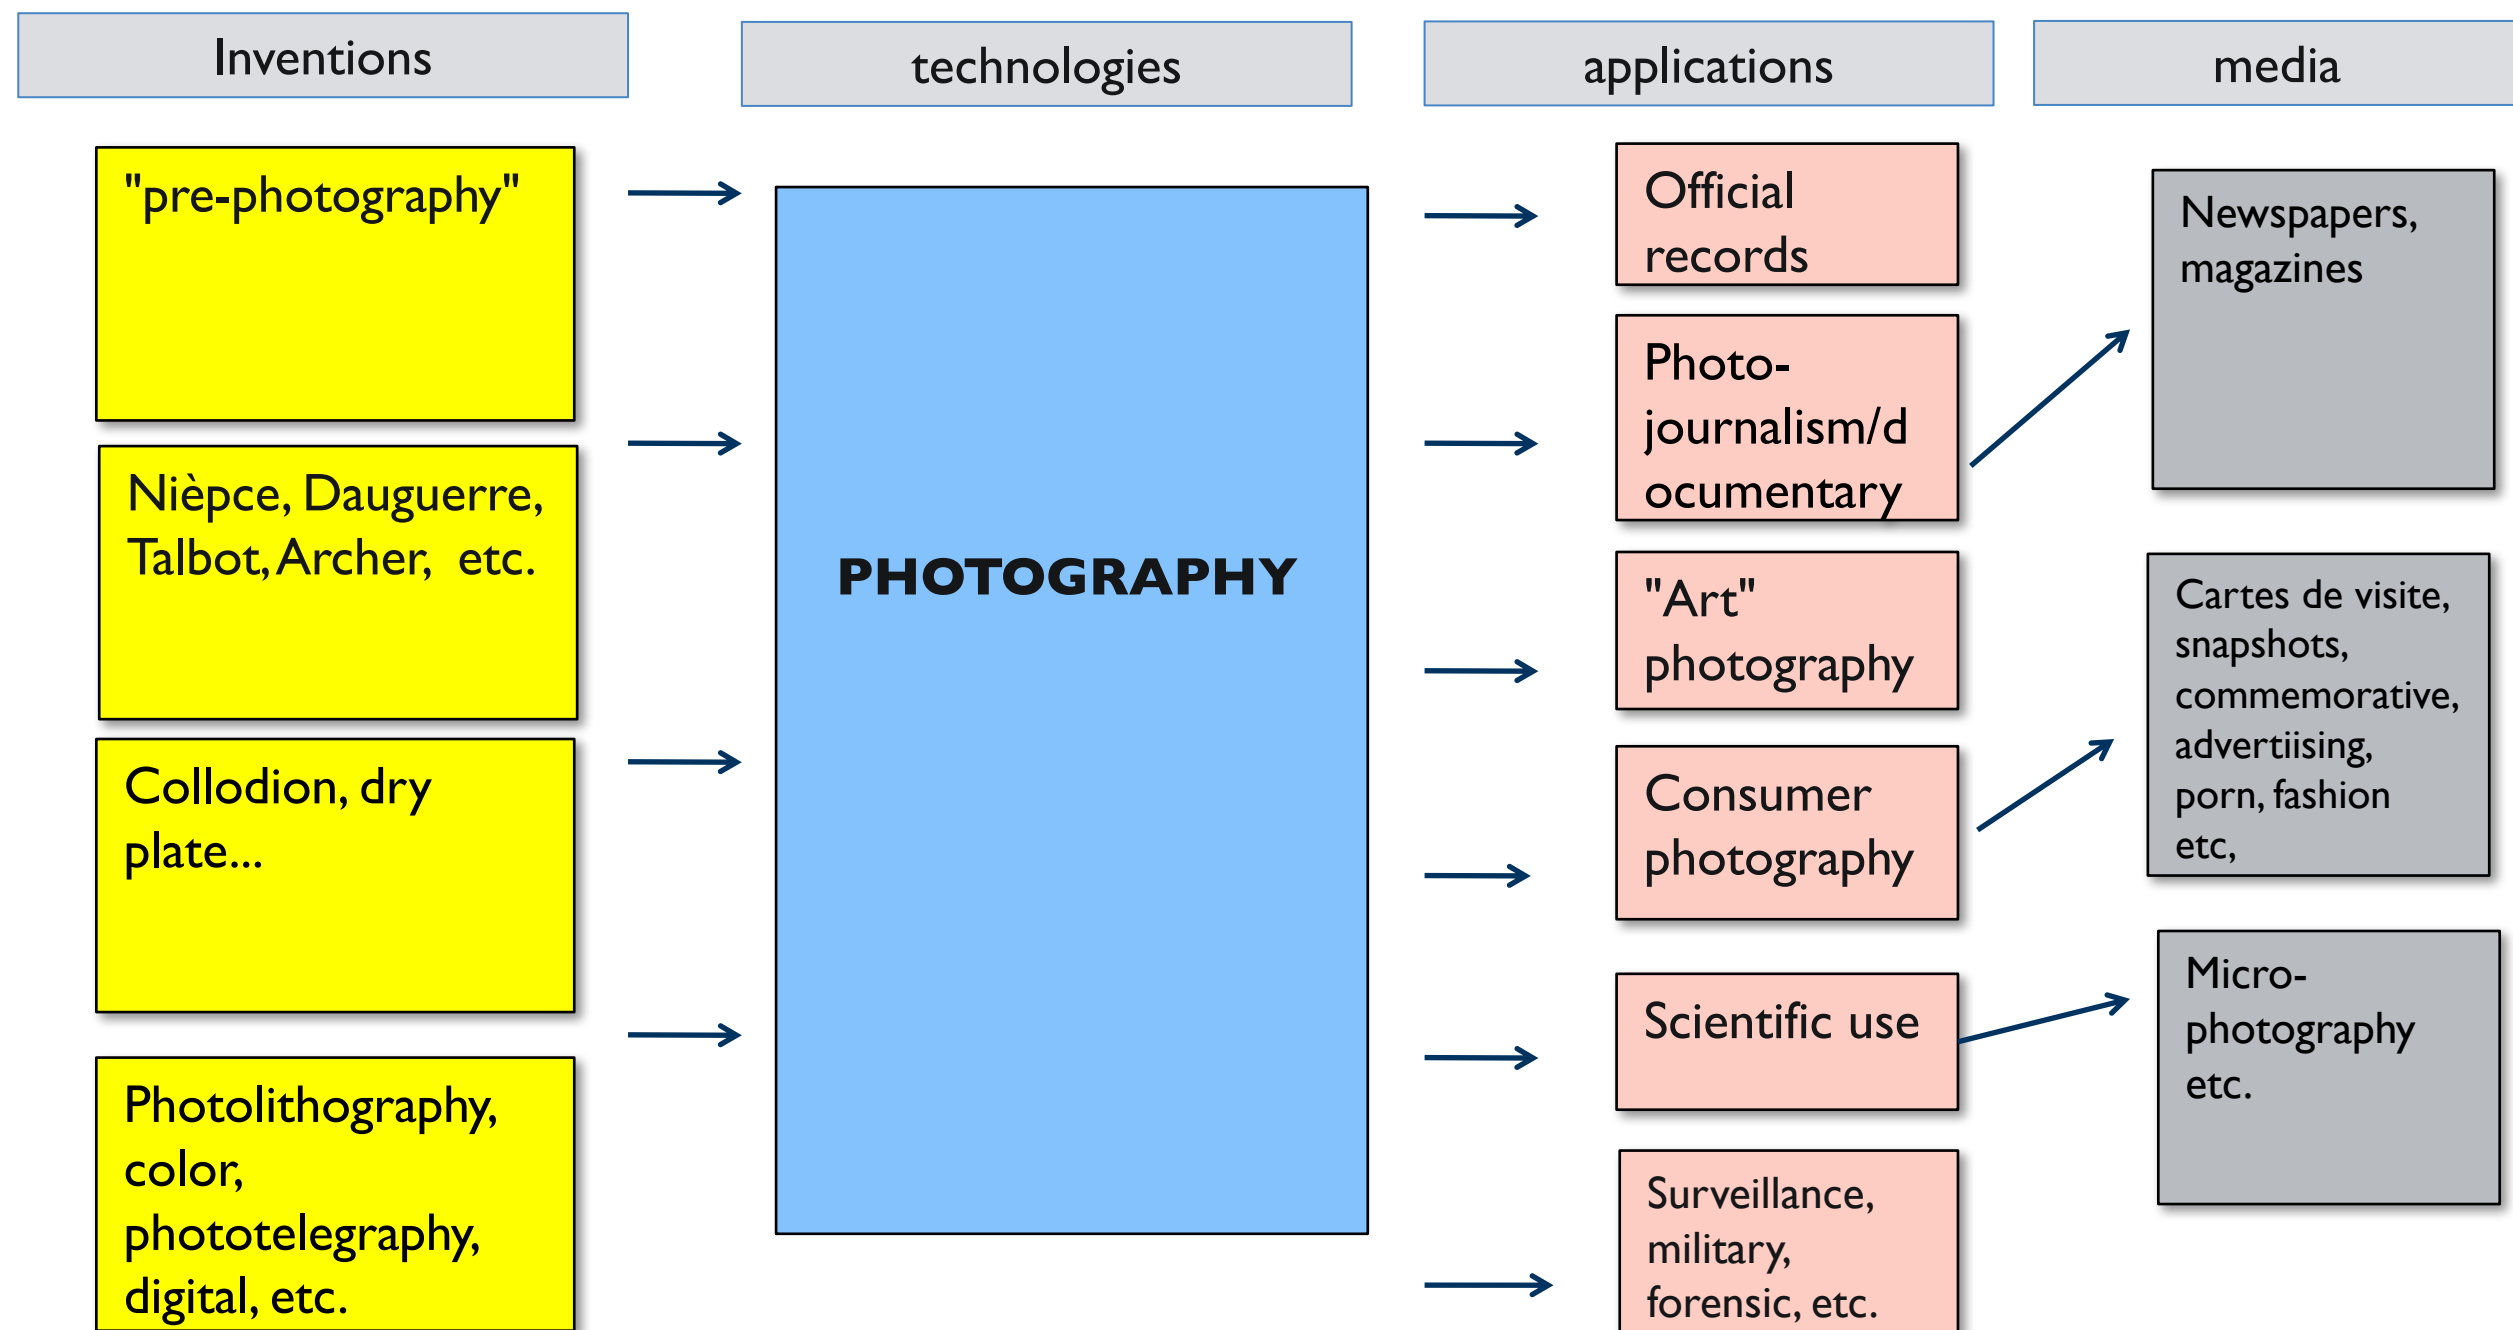 Inventions
technologies
applications
media
"pre-photography"
Nièpce, Dauguerre,
Talbot, Archer, etc.
Collodion, dry
plate...
Photolithography,
color,
phototelegraphy,
digital, etc.
PHOTOGRAPHY
Official
records
Photo-
journalism/d
ocumentary
"Art"
photography
Consumer
photography
Scientific use
Surveillance,
military,
forensic, etc.
Newspapers,
magazines
Cartes de visite,
snapshots,
commemorative,
advertiising,
porn, fashion
etc,
Micro-
photography
etc.